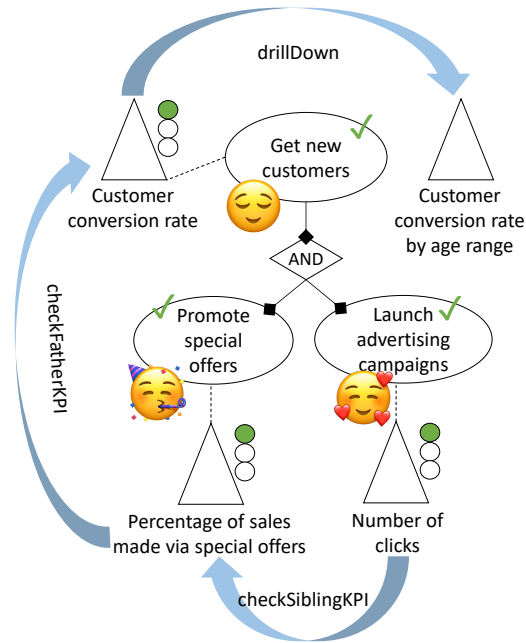 drillDown
Get new
customers
Customer
conversion rate
Customer
conversion rate
by age range
AND
checkFatherKPI
Promote
special
offers
Launch
advertising
campaigns
Percentage of sales
made via special offers
Number of
clicks
checkSiblingKPI